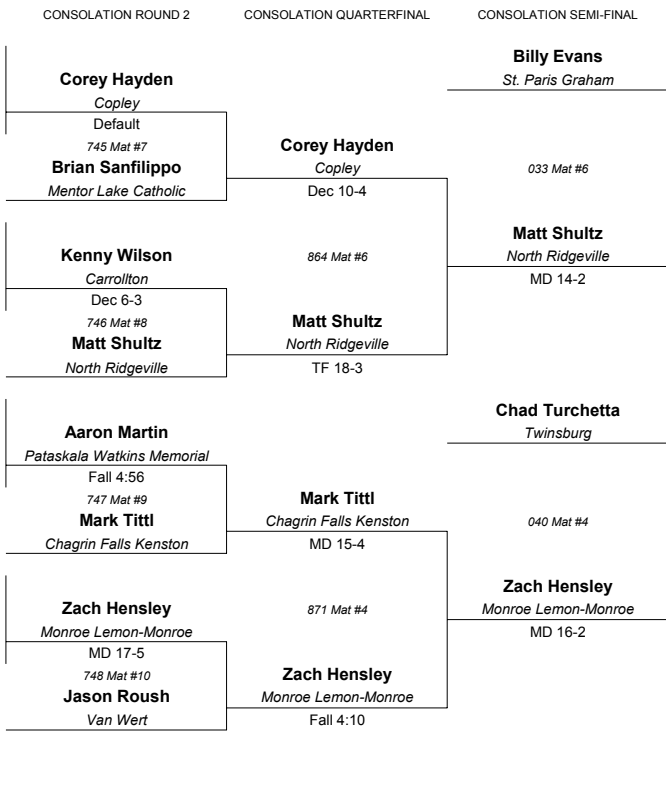 CONSOLATION ROUND 2
CONSOLATION QUARTERFINAL
CONSOLATION SEMI-FINAL
Corey Hayden
Copley
Default
745 Mat #7
Brian Sanfilippo
Mentor Lake Catholic
Kenny Wilson
Carrollton
Dec 6-3
746 Mat #8
Matt Shultz
North Ridgeville
Aaron Martin
Pataskala Watkins Memorial
Fall 4:56
747 Mat #9
Mark Tittl
Chagrin Falls Kenston
Zach Hensley
Monroe Lemon-Monroe
MD 17-5
748 Mat #10
Jason Roush
Van Wert
Corey Hayden
Copley
Dec 10-4
864 Mat #6
Matt Shultz
North Ridgeville
TF 18-3
Mark Tittl
Chagrin Falls Kenston
MD 15-4
871 Mat #4
Zach Hensley
Monroe Lemon-Monroe
Fall 4:10
Billy Evans
St. Paris Graham
033 Mat #6
Matt Shultz
North Ridgeville
MD 14-2
Chad Turchetta
Twinsburg
040 Mat #4
Zach Hensley
Monroe Lemon-Monroe
MD 16-2